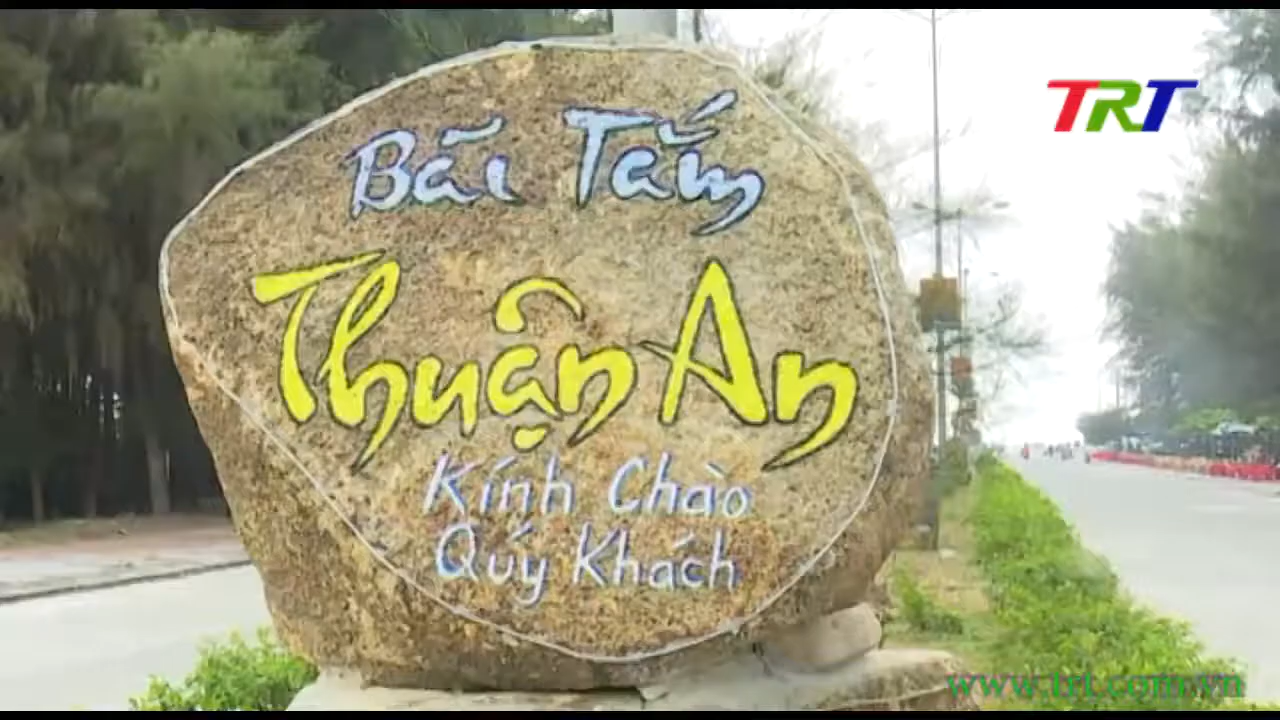 TRT
Bãi Tắm
Thuận An
Kính Chào
Quý Khách
www.trt.com.vn